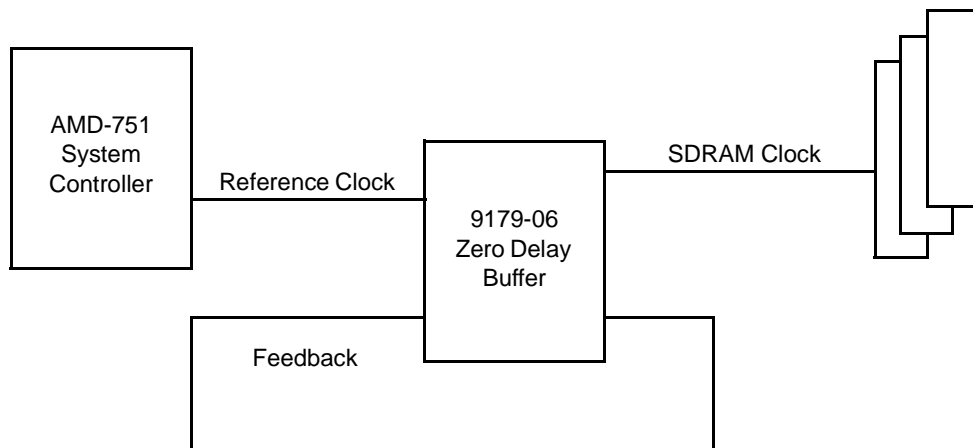 AMD-751
System
Controller
Reference Clock
9179-06
Zero Delay
Buffer
SDRAM Clock
Feedback